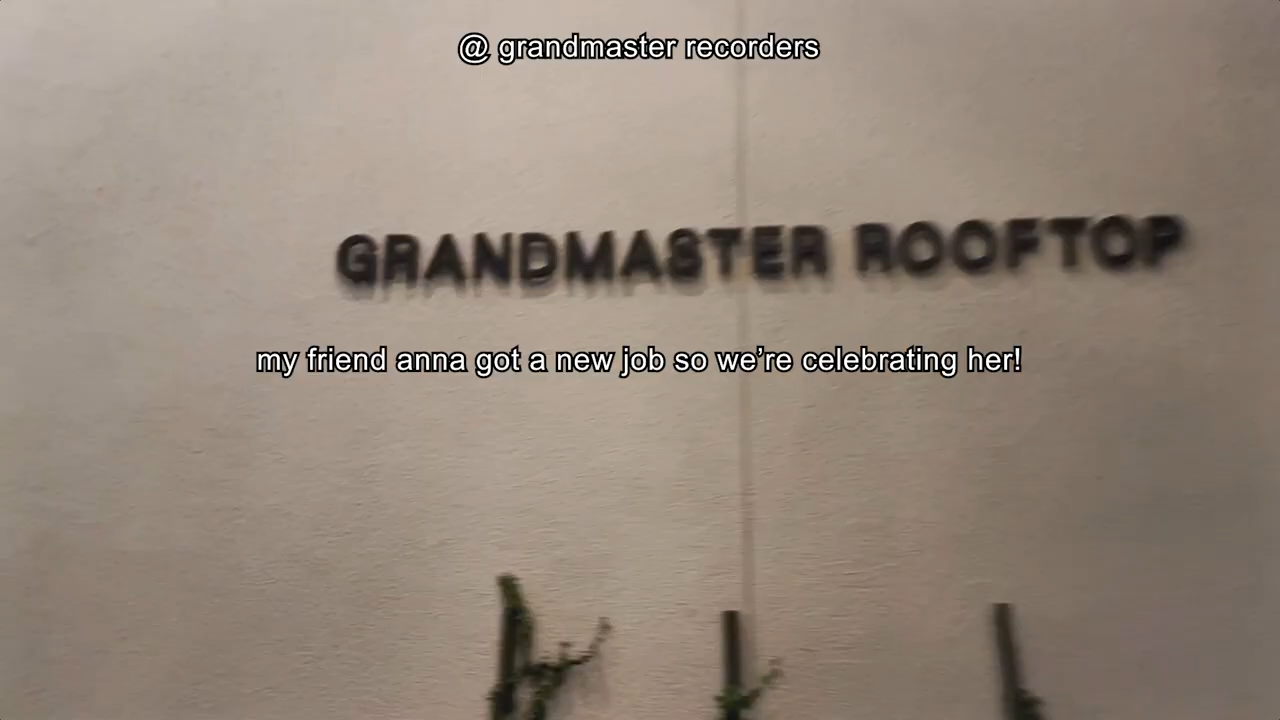 @ grandmaster recorders
GRANDMASTER ROOFTOP
my friend anna got a new job so we’re celebrating her!